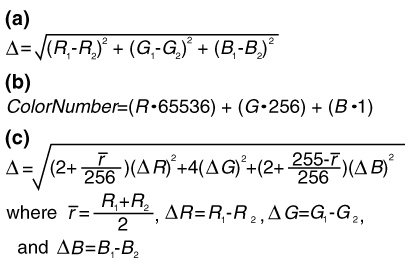 (a)
Δ=√(R₁-R₂)² + (G₁-G₂)² + (B₁-B₂)²
(b)
ColorNumber=(R•65536) + (G•256) + (B•1)
(c)
Δ=√(2+ r̅/256)(ΔR)²+4(ΔG)²+(2+ 255-r̅/256)(ΔB)²
where r̅= R₁+R₂/2, ΔR=R₁-R₂, ΔG=G₁-G₂,
and ΔB=B₁-B₂